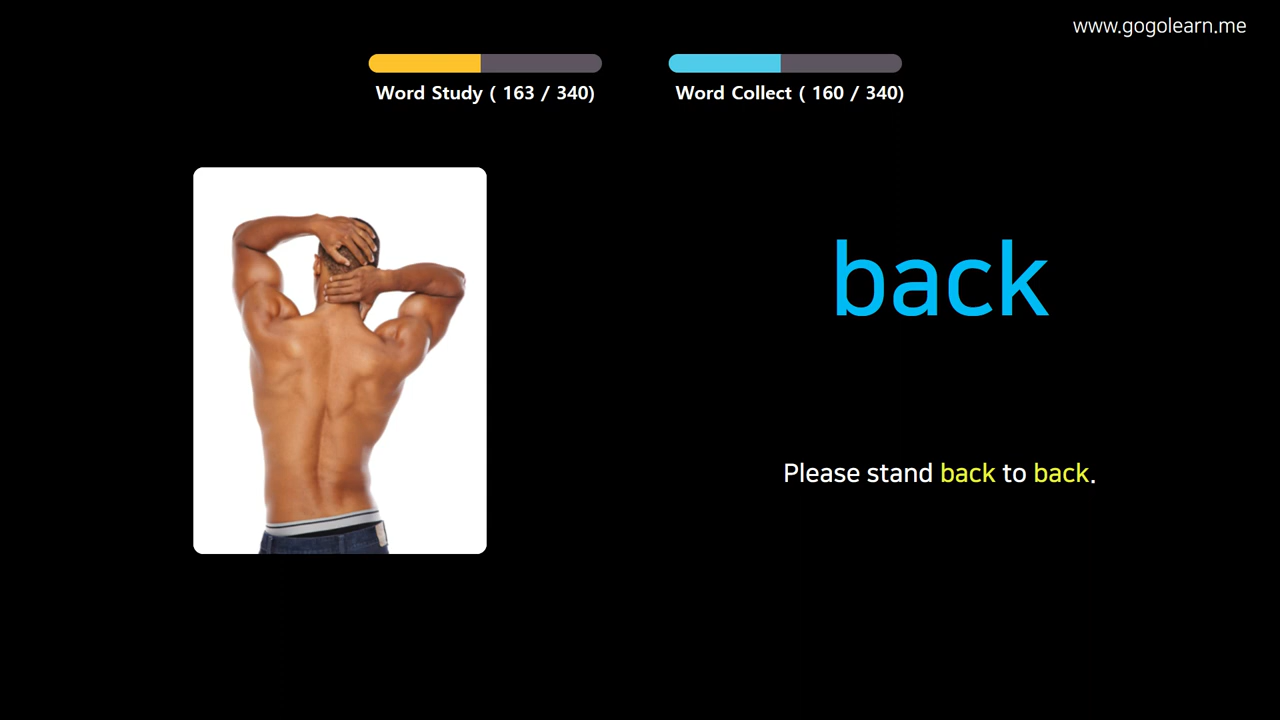 www.gogolearn.me
Word Study ( 163 / 340)
Word Collect ( 160 / 340)
back
Please stand back to back.